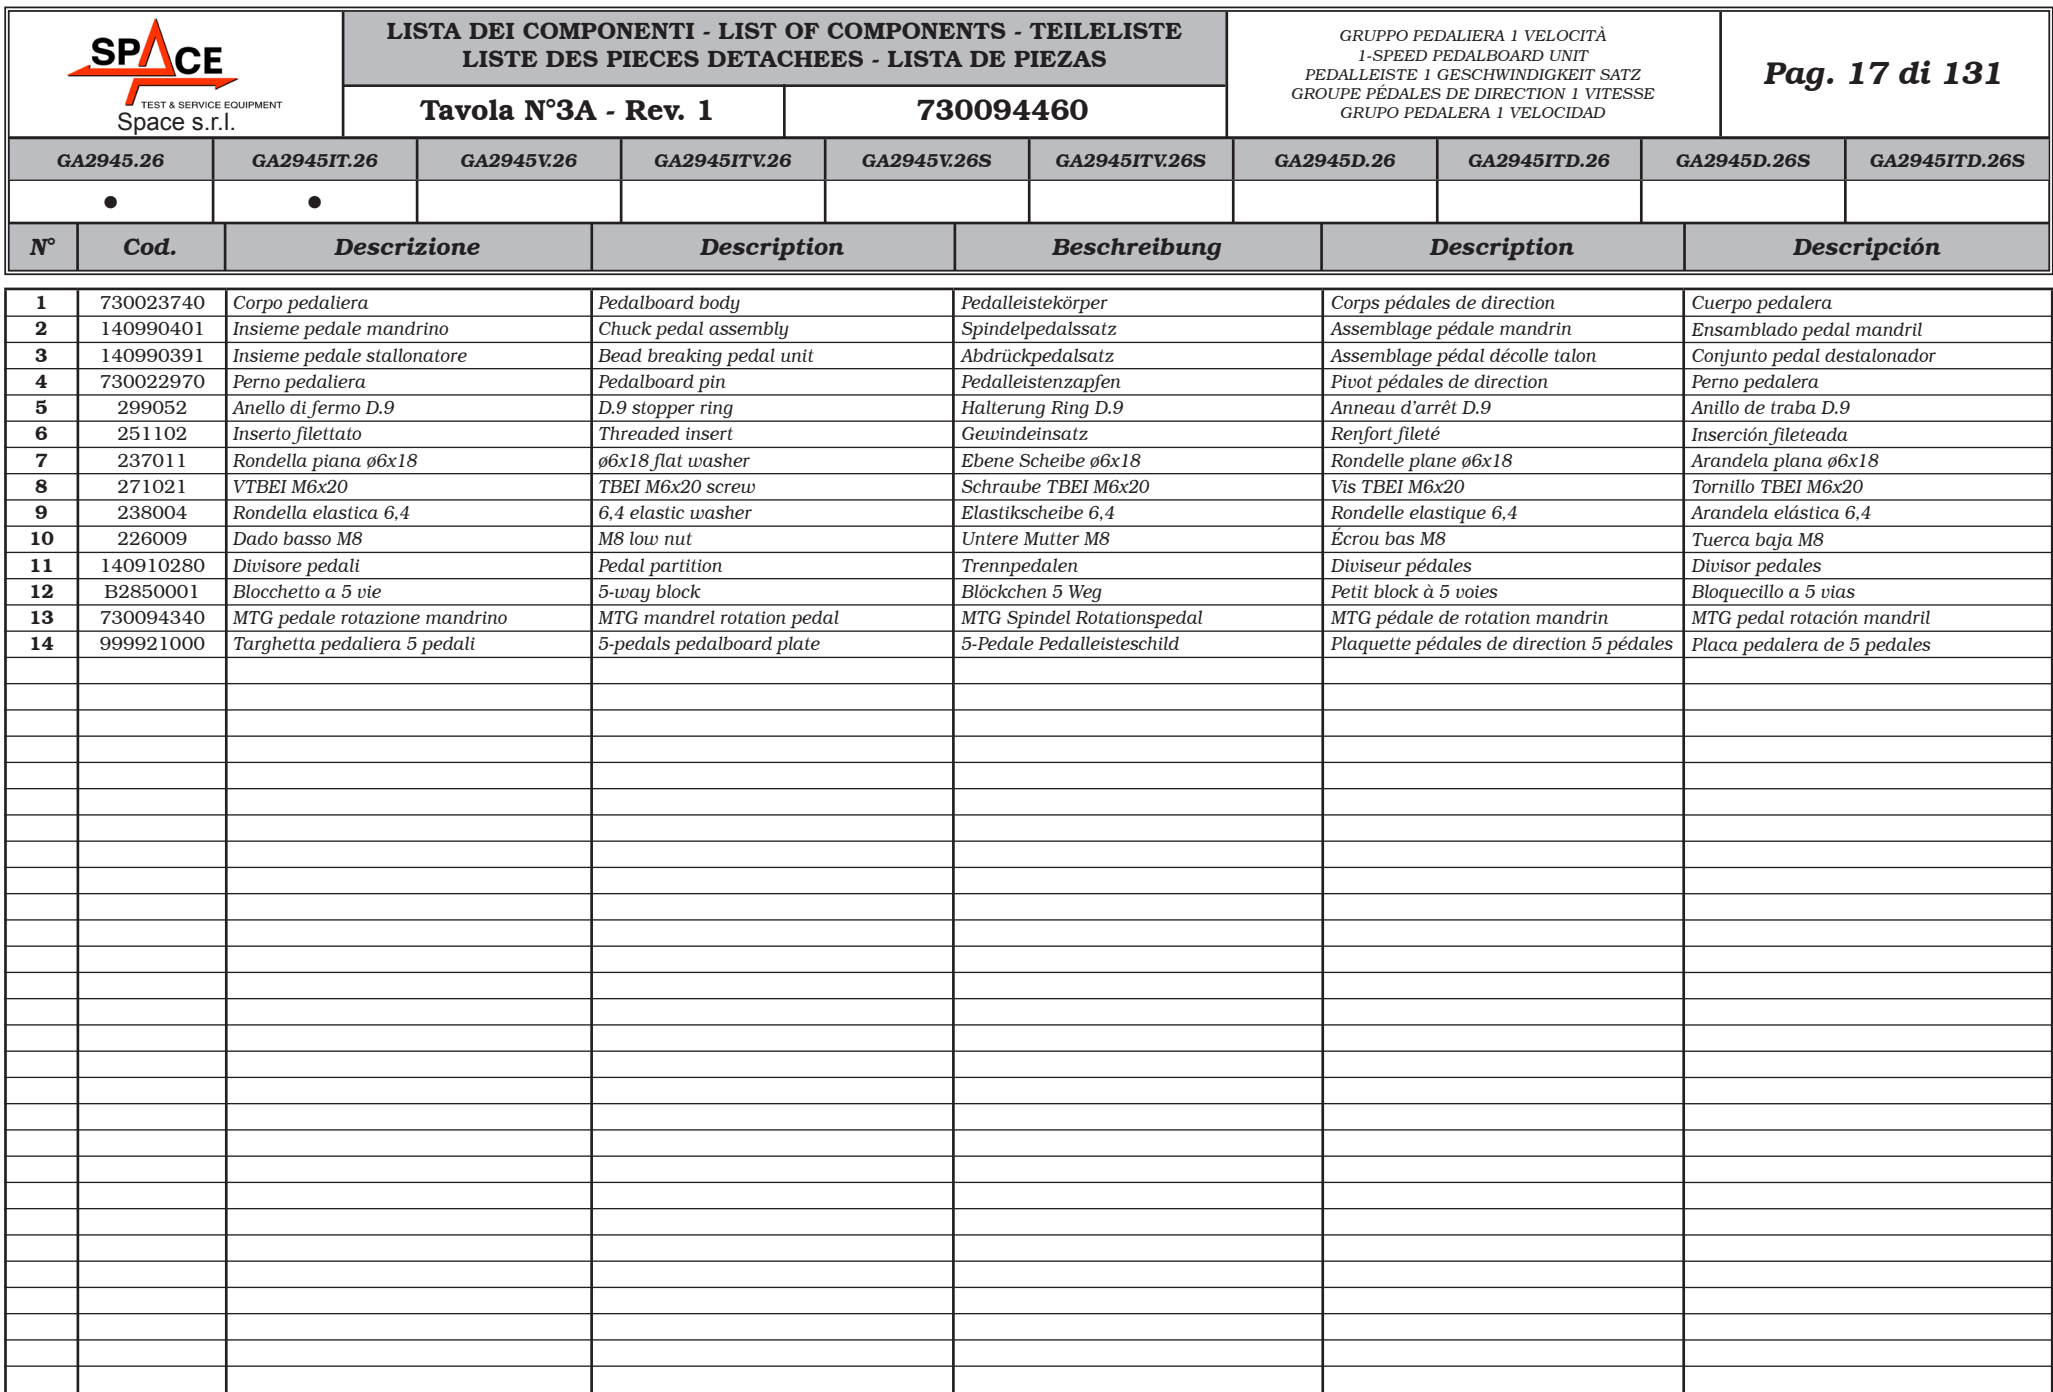 SPACE
TEST & SERVICE EQUIPMENT
Space s.r.l.
LISTA DEI COMPONENTI - LIST OF COMPONENTS - TEILELISTE
LISTE DES PIECES DETACHEES - LISTA DE PIEZAS
Tavola N°3A - Rev. 1 730094460
GRUPPO PEDALIERA 1 VELOCITÀ
1-SPEED PEDALBOARD UNIT
PEDALLEISTE 1 GESCHWINDIGKEIT SATZ
GROUPE PÉDALES DE DIRECTION 1 VITESSE
GRUPO PEDALERA 1 VELOCIDAD
Pag. 17 di 131
GA2945.26 GA2945IT.26 GA2945V.26 GA2945ITV.26 GA2945V.26S GA2945ITV.26S GA2945D.26 GA2945ITD.26 GA2945D.26S GA2945ITD.26S
● ●
N° Cod. Descrizione Description Beschreibung Description Descripción
1 730023740 Corpo pedaliera Pedalboard body Pedalleistekörper Corps pédales de direction Cuerpo pedalera
2 140990401 Insieme pedale mandrino Chuck pedal assembly Spindelpedalssatz Assemblage pédale mandrin Ensamblado pedal mandril
3 140990391 Insieme pedale stallonatore Bead breaking pedal unit Abdrückpedalsatz Assemblage pédal décolle talon Conjunto pedal destalonador
4 730022970 Perno pedaliera Pedalboard pin Pedalleistenzapfen Pivot pédales de direction Perno pedalera
5 299052 Anello di fermo D.9 D.9 stopper ring Halterung Ring D.9 Anneau d'arrêt D.9 Anillo de traba D.9
6 251102 Inserto filettato Threaded insert Gewindeinsatz Renfort fileté Inserción fileteada
7 237011 Rondella piana ø6x18 ø6x18 flat washer Ebene Scheibe ø6x18 Rondelle plane ø6x18 Arandela plana ø6x18
8 271021 VTBEI M6x20 TBEI M6x20 screw Schraube TBEI M6x20 Vis TBEI M6x20 Tornillo TBEI M6x20
9 238004 Rondella elastica 6,4 6,4 elastic washer Elastikscheibe 6,4 Rondelle elastique 6,4 Arandela elástica 6,4
10 226009 Dado basso M8 M8 low nut Untere Mutter M8 Écrou bas M8 Tuerca baja M8
11 140910280 Divisore pedali Pedal partition Trennpedalen Diviseur pédales Divisor pedales
12 B2850001 Blocchetto a 5 vie 5-way block Blöckchen 5 Weg Petit block à 5 voies Bloquecillo a 5 vias
13 730094340 MTG pedale rotazione mandrino MTG mandrel rotation pedal MTG Spindel Rotationspedal MTG pédale de rotation mandrin MTG pedal rotación mandril
14 999921000 Targhetta pedaliera 5 pedali 5-pedals pedalboard plate 5-Pedale Pedalleisteschild Plaquette pédales de direction 5 pédales Placa pedalera de 5 pedales